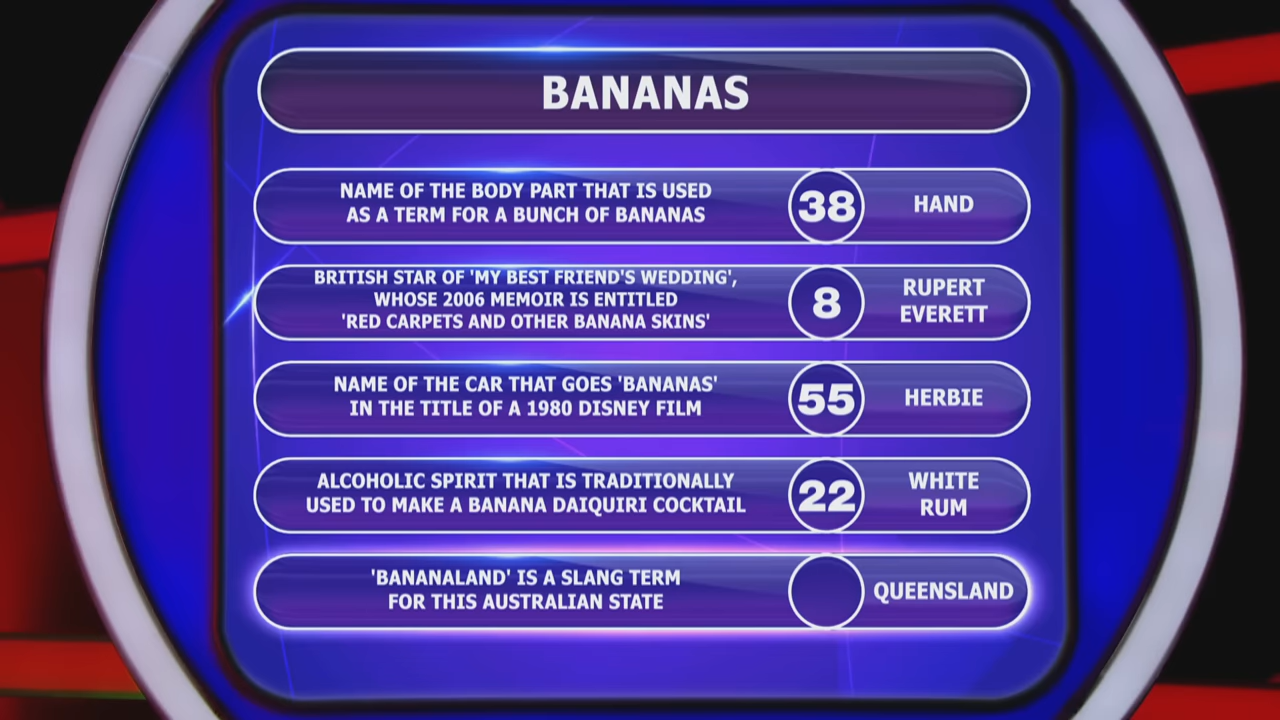 BANANAS
NAME OF THE BODY PART THAT IS USED
AS A TERM FOR A BUNCH OF BANANAS
38
HAND
BRITISH STAR OF 'MY BEST FRIEND'S WEDDING',
WHOSE 2006 MEMOIR IS ENTITLED
'RED CARPETS AND OTHER BANANA SKINS'
8
RUPERT
EVERETT
NAME OF THE CAR THAT GOES 'BANANAS'
IN THE TITLE OF A 1980 DISNEY FILM
55
HERBIE
ALCOHOLIC SPIRIT THAT IS TRADITIONALLY
USED TO MAKE A BANANA DAIQUIRI COCKTAIL
22
WHITE
RUM
'BANANALAND' IS A SLANG TERM
FOR THIS AUSTRALIAN STATE
QUEENSLAND